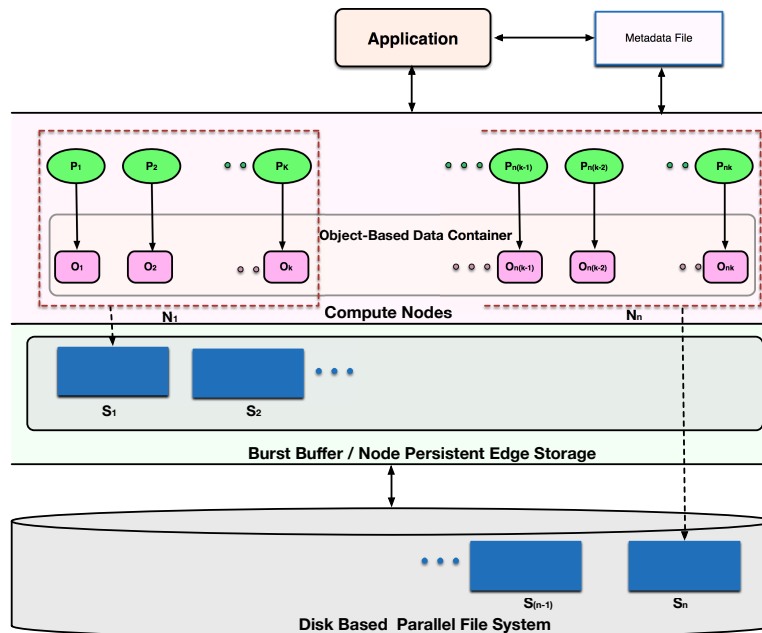 Application
Metadata File
P1 P2 PK Pn(k-1) Pn(k-2) Pnk
Object-Based Data Container
O1 O2 Ok On(k-1) On(k-2) Onk
N1 Compute Nodes Nn
S1 S2
Burst Buffer / Node Persistent Edge Storage
S(n-1) Sn
Disk Based Parallel File System